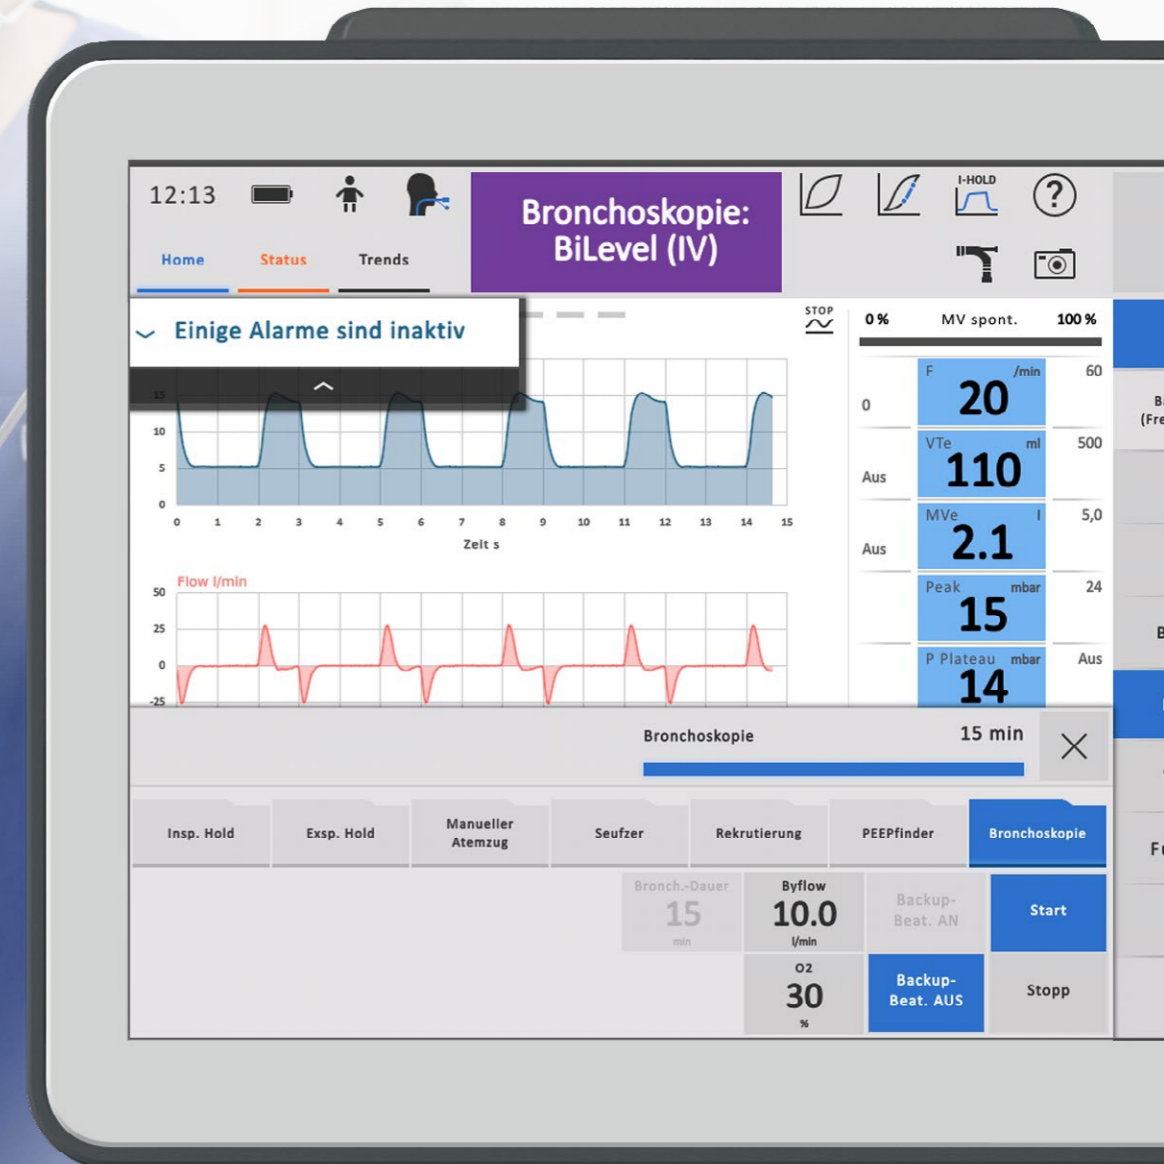 12:13
Home
Status
Trends
Bronchoskopie:
BiLevel (IV)
I-HOLD
?
Einige Alarme sind inaktiv
STOP
0 %
MV spont.
100 %
15
10
5
0
0 1 2 3 4 5 6 7 8 9 10 11 12 13 14 15
Zeit s
F /min
20
60
0
VTe ml
110
500
Aus
MVe l
2.1
5,0
Aus
Peak mbar
15
24
P Plateau mbar
14
Aus
Flow l/min
50
25
0
-25
Bronchoskopie
15 min
Insp. Hold
Exsp. Hold
Manueller
Atemzug
Seufzer
Rekrutierung
PEEPfinder
Bronchoskopie
Bronch.-Dauer
15
min
Byflow
10.0
l/min
Backup-
Beat. AN
Start
O2
30
%
Backup-
Beat. AUS
Stopp